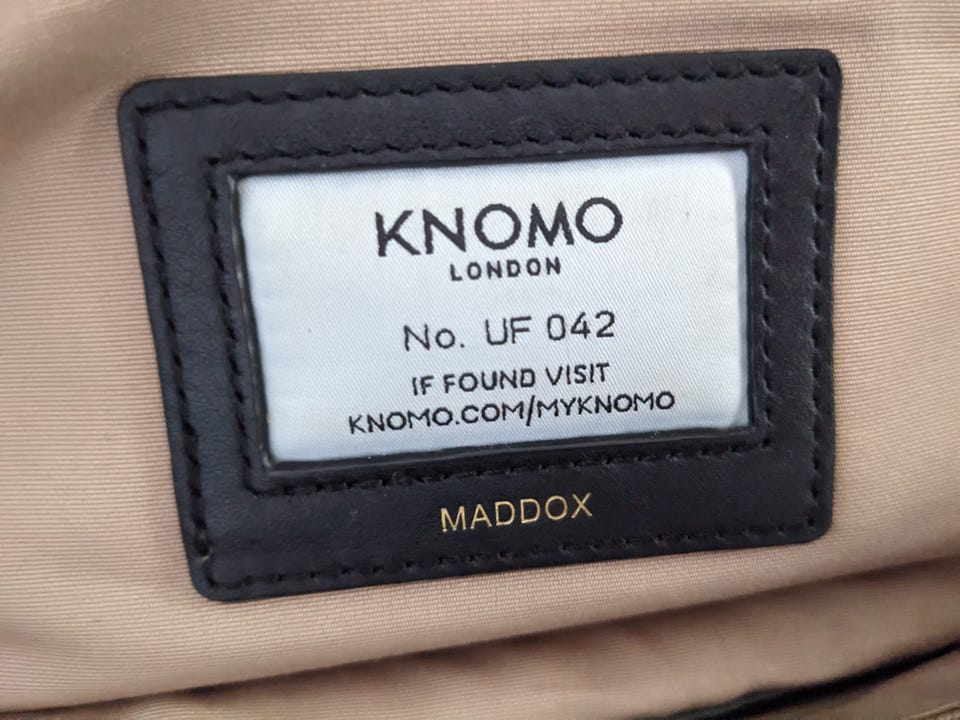 KNOMO
LONDON
No. UF 042
IF FOUND VISIT
KNOMO.COM/MYKNOMO
MADDOX